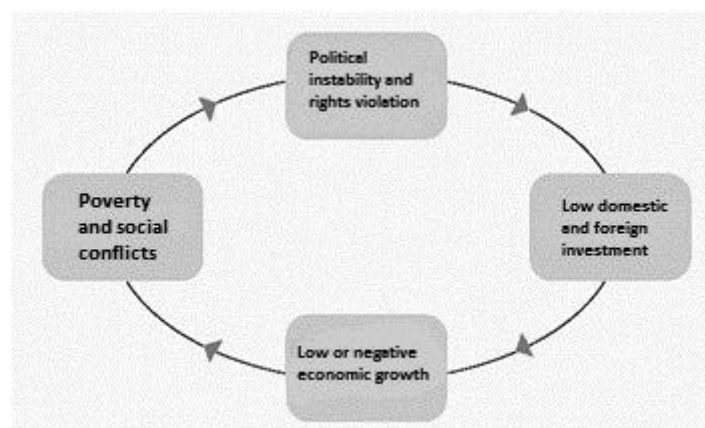 Political
instability and
rights violation
Poverty
and social
conflicts
Low domestic
and foreign
investment
Low or negative
economic growth